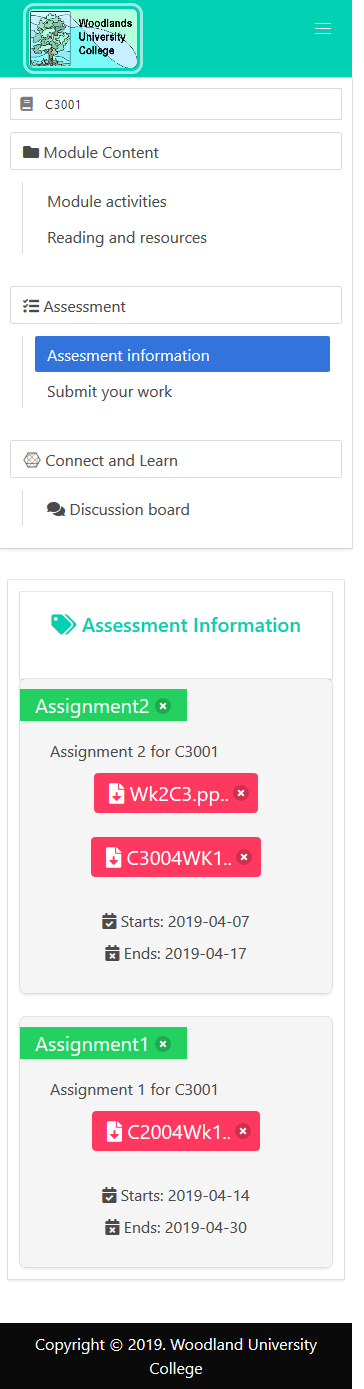 Woodlands
University
College
C3001
Module Content
Module activities
Reading and resources
Assessment
Assesment information
Submit your work
Connect and Learn
Discussion board
Assessment Information
Assignment2
Assignment 2 for C3001
Wk2C3.pp..
C3004WK1..
Starts: 2019-04-07
Ends: 2019-04-17
Assignment1
Assignment 1 for C3001
C2004Wk1..
Starts: 2019-04-14
Ends: 2019-04-30
Copyright © 2019. Woodland University
College